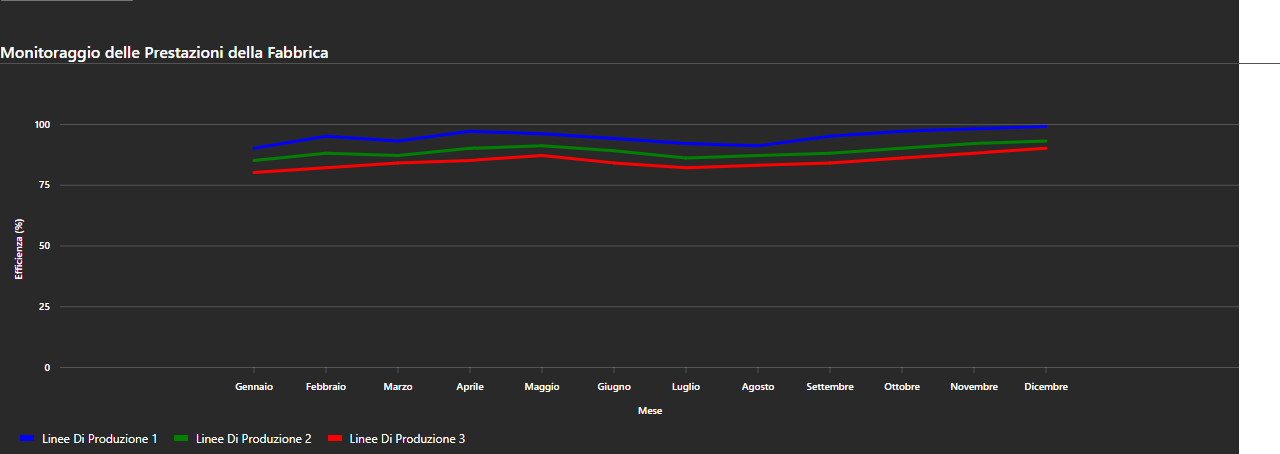 Monitoraggio delle Prestazioni della Fabbrica
100
75
50
25
0
Efficienza (%)
Gennaio Febbraio Marzo Aprile Maggio Giugno Luglio Agosto Settembre Ottobre Novembre Dicembre
Mese
Linee Di Produzione 1 Linee Di Produzione 2 Linee Di Produzione 3